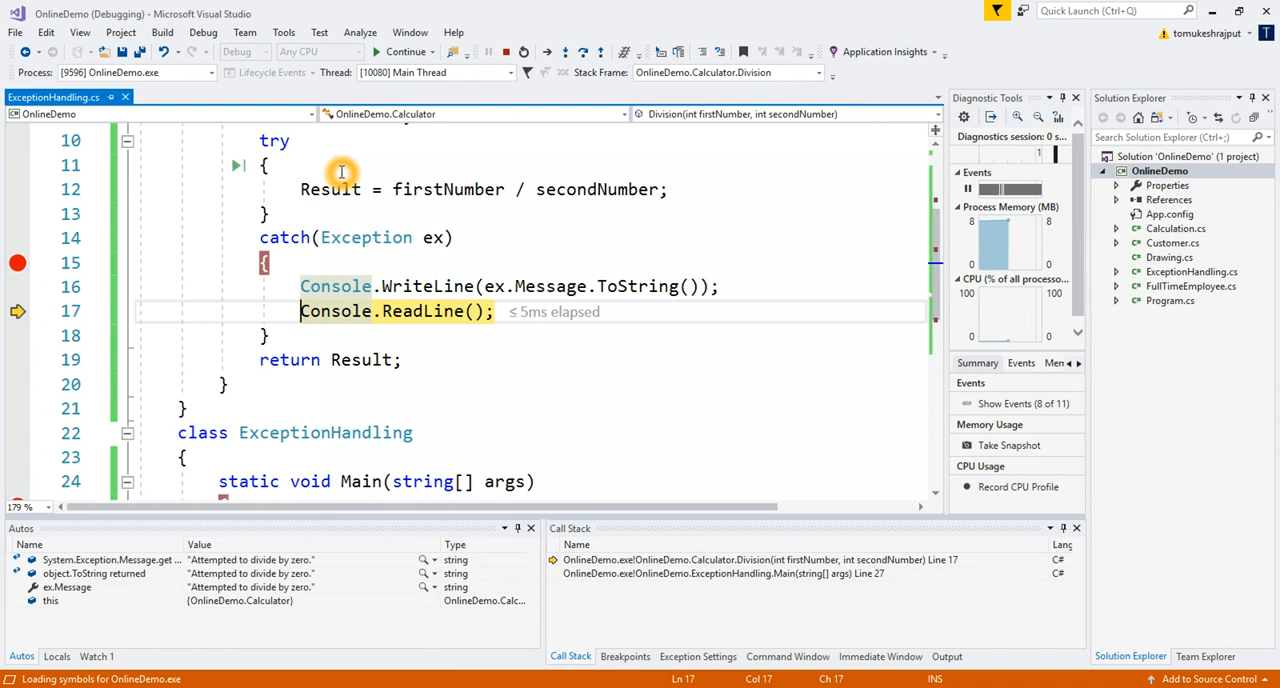 OnlineDemo (Debugging) - Microsoft Visual Studio
Quick Launch (Ctrl+Q)
File Edit View Project Build Debug Team Tools Test Analyze Window Help
tomukeshrajput T
Debug Any CPU Continue Application Insights
Process: [9596] OnlineDemo.exe Lifecycle Events Thread: [10080] Main Thread Stack Frame: OnlineDemo.Calculator.Division
ExceptionHandling.cs
OnlineDemo OnlineDemo.Calculator Division(int firstNumber, int secondNumber)
10 try
11 {
12 Result = firstNumber / secondNumber;
13 }
14 catch(Exception ex)
15 {
16 Console.WriteLine(ex.Message.ToString());
17 Console.ReadLine(); ≤ 5ms elapsed
18 }
19 return Result;
20 }
21 }
22 class ExceptionHandling
23 {
24 static void Main(string[] args)
179 %
Diagnostic Tools
Diagnostics session: 0 s...
1
Events
Process Memory (MB)
8 8
0 0
CPU (% of all processo...
100 100
0 0
Summary Events Mem
Events
Show Events (8 of 11)
Memory Usage
Take Snapshot
CPU Usage
Record CPU Profile
Solution Explorer
Search Solution Explorer (Ctrl+;)
Solution 'OnlineDemo' (1 project)
OnlineDemo
Properties
References
App.config
Calculation.cs
Customer.cs
Drawing.cs
ExceptionHandling.cs
FullTimeEmployee.cs
Program.cs
Solution Explorer Team Explorer
Autos
Name Value Type
System.Exception.Message.get ... "Attempted to divide by zero." string
object.ToString returned "Attempted to divide by zero." string
ex.Message "Attempted to divide by zero." string
this {OnlineDemo.Calculator} OnlineDemo.Calc...
Autos Locals Watch 1
Call Stack
Name Lang
OnlineDemo.exe!OnlineDemo.Calculator.Division(int firstNumber, int secondNumber) Line 17 C#
OnlineDemo.exe!OnlineDemo.ExceptionHandling.Main(string[] args) Line 27 C#
Call Stack Breakpoints Exception Settings Command Window Immediate Window Output
Loading symbols for OnlineDemo.exe Ln 17 Col 17 Ch 17 INS Add to Source Control